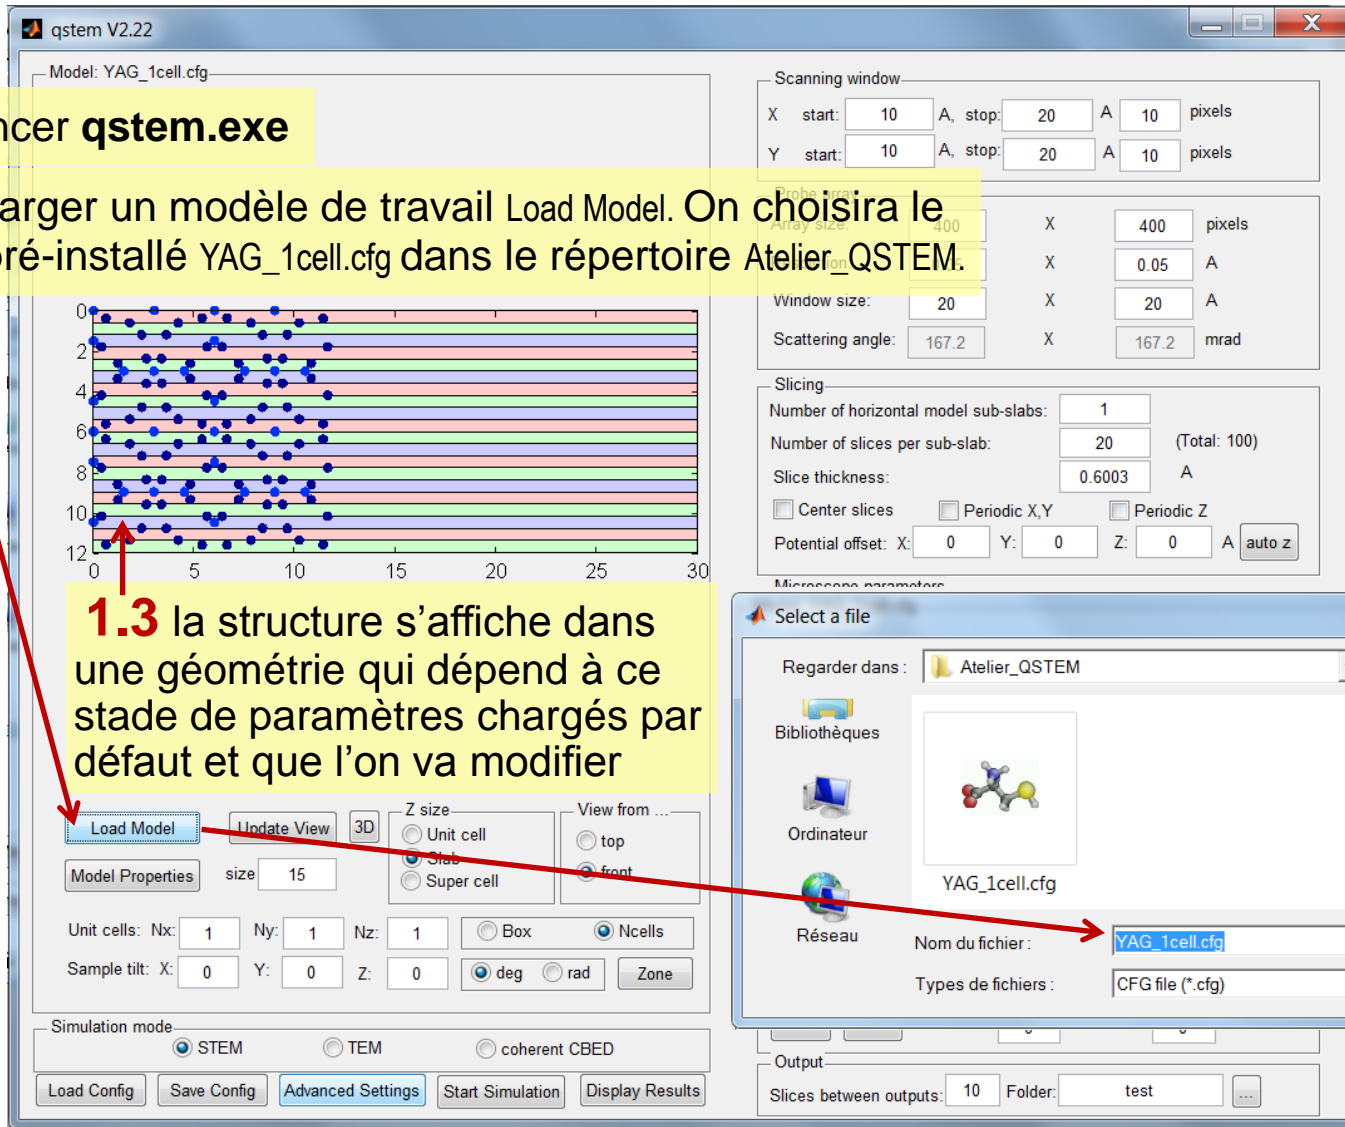 qstem V2.22
Model: YAG_1cell.cfg
ncer qstem.exe
arger un modèle de travail Load Model. On choisira le
pré-installé YAG_1cell.cfg dans le répertoire Atelier_QSTEM.
0
2
4
6
8
10
12
0 5 10 15 20 25 30
1.3 la structure s’affiche dans
une géométrie qui dépend à ce
stade de paramètres chargés par
défaut et que l’on va modifier
Load Model Update View 3D
Model Properties size 15
Z size
Unit cell
Slab
Super cell
View from ...
top
front
Unit cells: Nx: 1 Ny: 1 Nz: 1 Box Ncells
Sample tilt: X: 0 Y: 0 Z: 0 deg rad Zone
Simulation mode
STEM TEM coherent CBED
Load Config Save Config Advanced Settings Start Simulation Display Results
Scanning window
X start: 10 A, stop: 20 A 10 pixels
Y start: 10 A, stop: 20 A 10 pixels
Probe array
Array size: 400 X 400 pixels
X 0.05 A
Window size: 20 X 20 A
Scattering angle: 167.2 X 167.2 mrad
Slicing
Number of horizontal model sub-slabs: 1
Number of slices per sub-slab: 20 (Total: 100)
Slice thickness: 0.6003 A
Center slices Periodic X,Y Periodic Z
Potential offset: X: 0 Y: 0 Z: 0 A auto z
Microscope parameters
Select a file
Regarder dans : Atelier_QSTEM
Bibliothèques
Ordinateur
Réseau
YAG_1cell.cfg
Nom du fichier : YAG_1cell.cfg
Types de fichiers : CFG file (*.cfg)
Output
Slices between outputs: 10 Folder: test ...